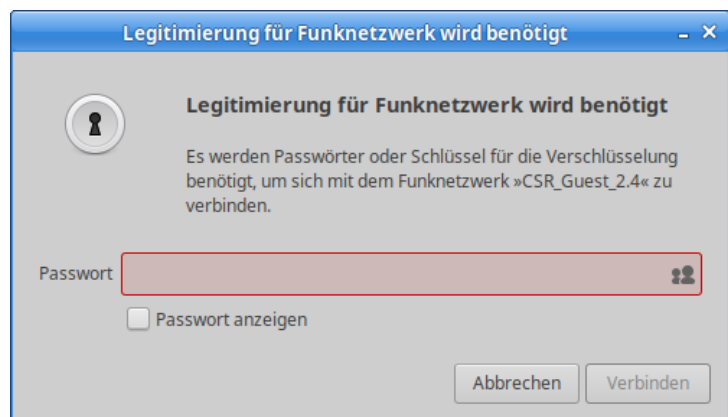 Legitimierung für Funknetzwerk wird benötigt
Legitimierung für Funknetzwerk wird benötigt
Es werden Passwörter oder Schlüssel für die Verschlüsselung
benötigt, um sich mit dem Funknetzwerk »CSR_Guest_2.4« zu
verbinden.
Passwort
Passwort anzeigen
Abbrechen Verbinden